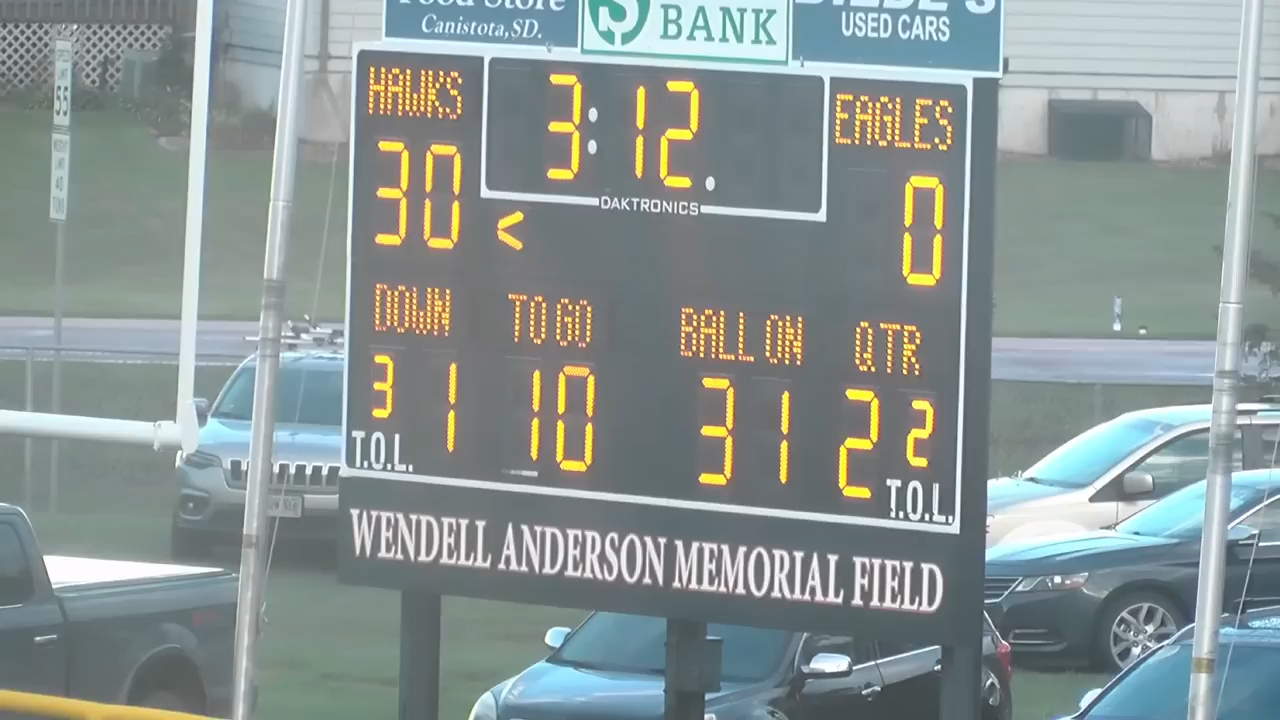 Food Store
Canistota, SD.
S BANK
USED CARS
SPEED LIMIT 55
HAWKS 3:12 EAGLES
30 < 0
DAKTRONICS
DOWN TO GO BALL ON QTR
3 1 10 31 2 2
T.O.L. T.O.L.
WENDELL ANDERSON MEMORIAL FIELD